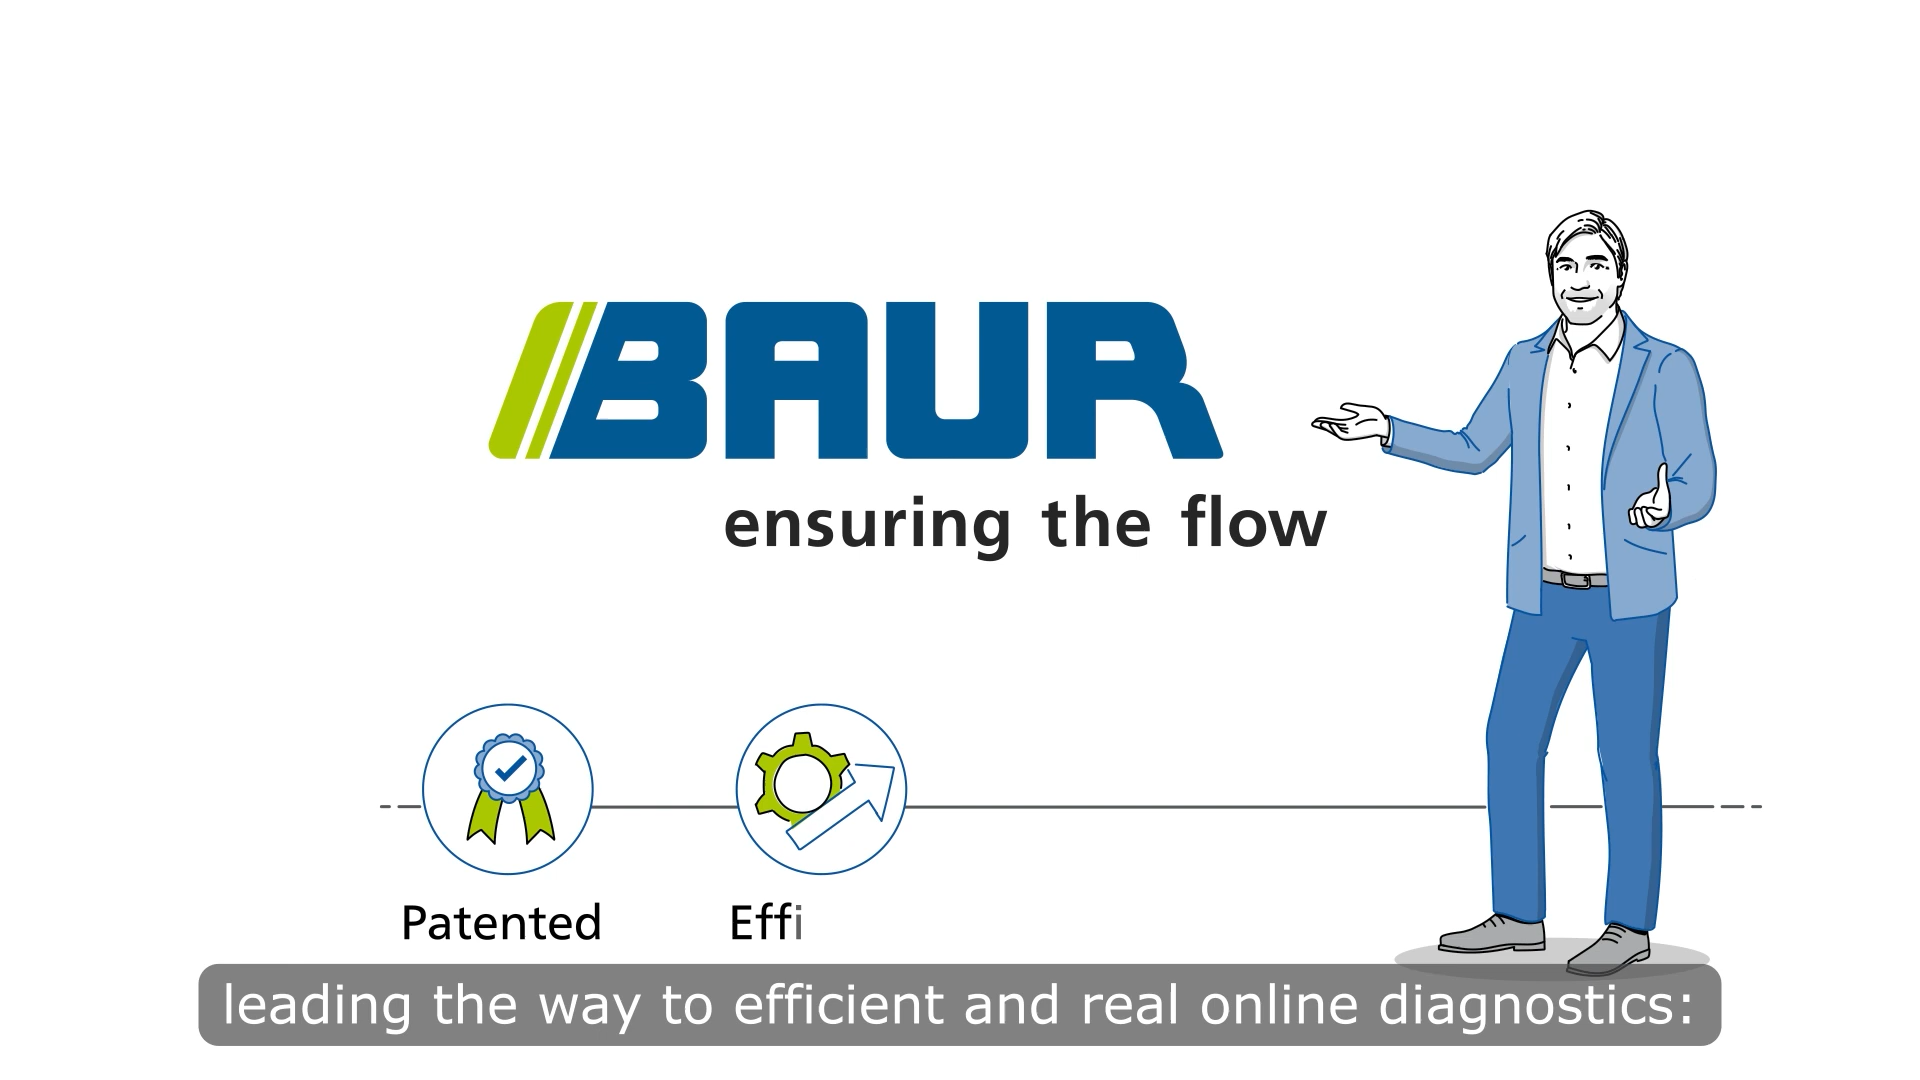 BAUR
ensuring the flow
Patented
Effi
leading the way to efficient and real online diagnostics: